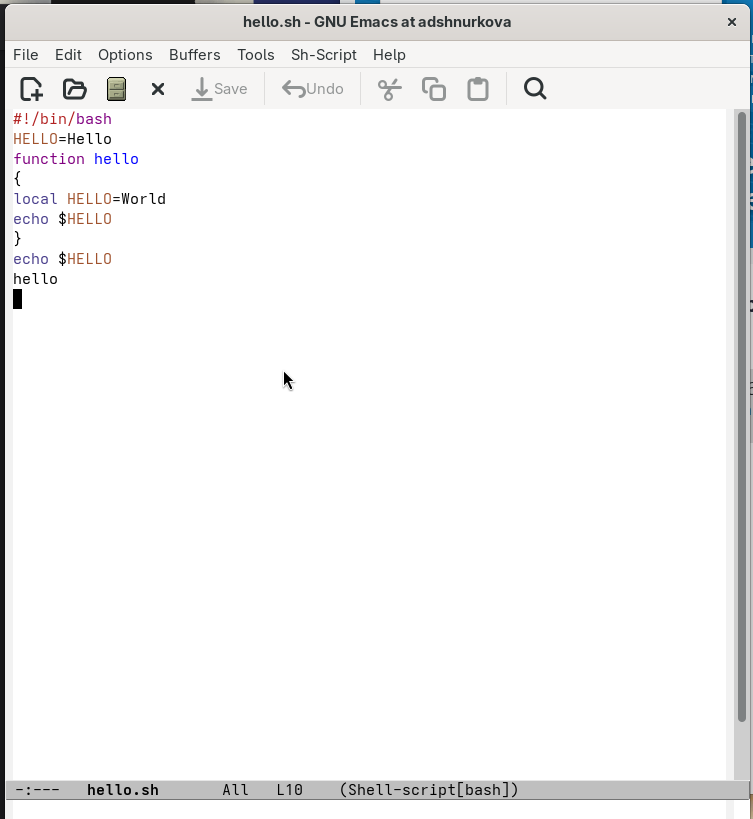 hello.sh - GNU Emacs at adshnurkova
File Edit Options Buffers Tools Sh-Script Help
Save Undo
#!/bin/bash
HELLO=Hello
function hello
{
local HELLO=World
echo $HELLO
}
echo $HELLO
hello
-:--- hello.sh All L10 (Shell-script[bash])